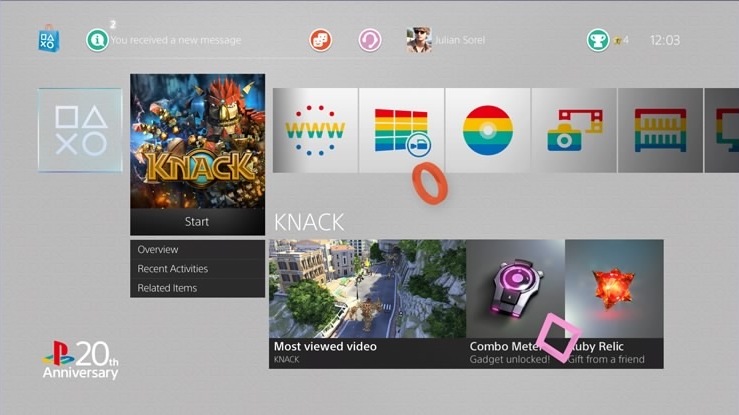 2
You received a new message
Julian Sorel
4
12:03
KNACK
Start
WWW
Overview
Recent Activities
Related Items
KNACK
Most viewed video
KNACK
Combo Meter
Gadget unlocked!
Ruby Relic
Gift from a friend
20th
Anniversary